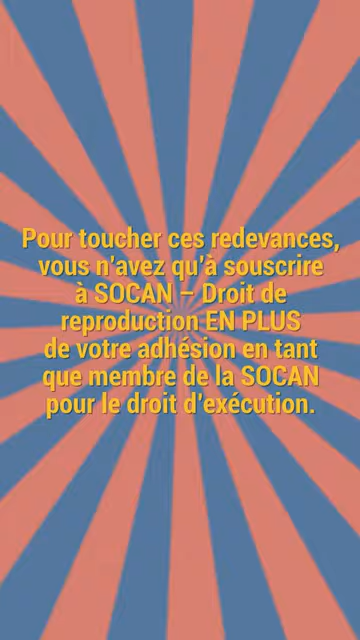 Pour toucher ces redevances,
vous n'avez qu'à souscrire
à SOCAN – Droit de
reproduction EN PLUS
de votre adhésion en tant
que membre de la SOCAN
pour le droit d'exécution.